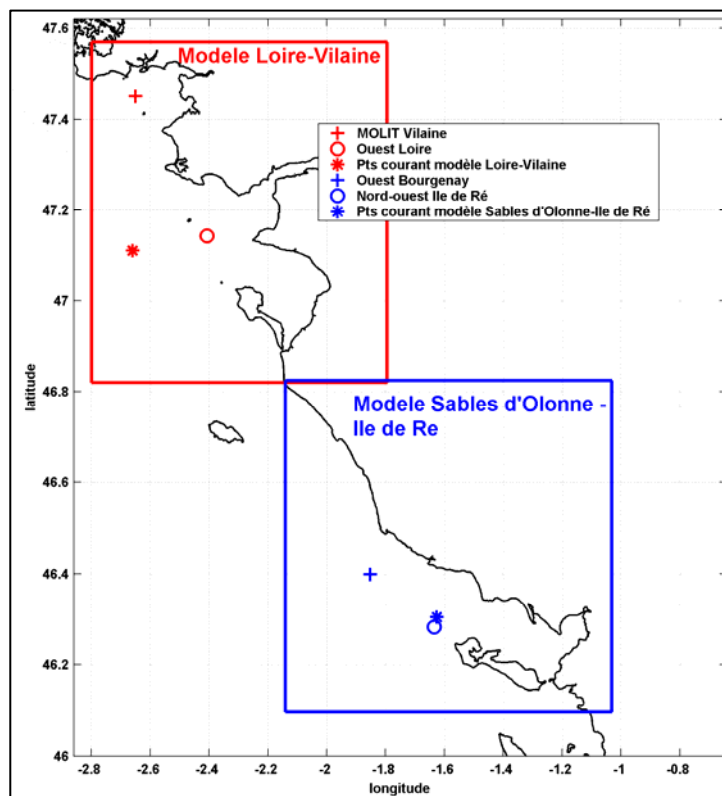 47.6
47.4
47.2
47
46.8
46.6
46.4
46.2
46
latitude
Modele Loire-Vilaine
MOLIT Vilaine
Ouest Loire
Pts courant modèle Loire-Vilaine
Ouest Bourgenay
Nord-ouest Ile de Ré
Pts courant modèle Sables d'Olonne-Ile de Ré
Modele Sables d'Olonne -
Ile de Re
-2.8 -2.6 -2.4 -2.2 -2 -1.8 -1.6 -1.4 -1.2 -1 -0.8
longitude